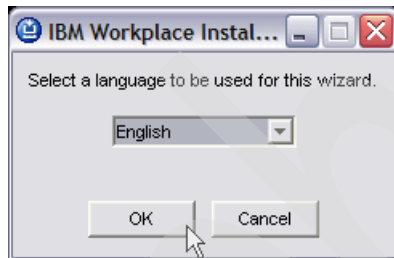 IBM Workplace Instal...
Select a language to be used for this wizard.
English
OK Cancel